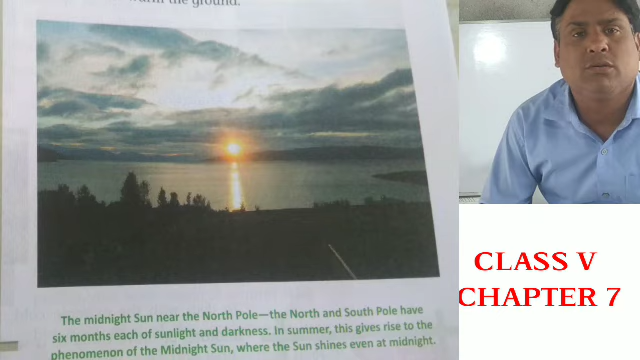 the ground.
The midnight Sun near the North Pole—the North and South Pole have
six months each of sunlight and darkness. In summer, this gives rise to the
phenomenon of the Midnight Sun, where the Sun shines even at midnight.
CLASS V
CHAPTER 7